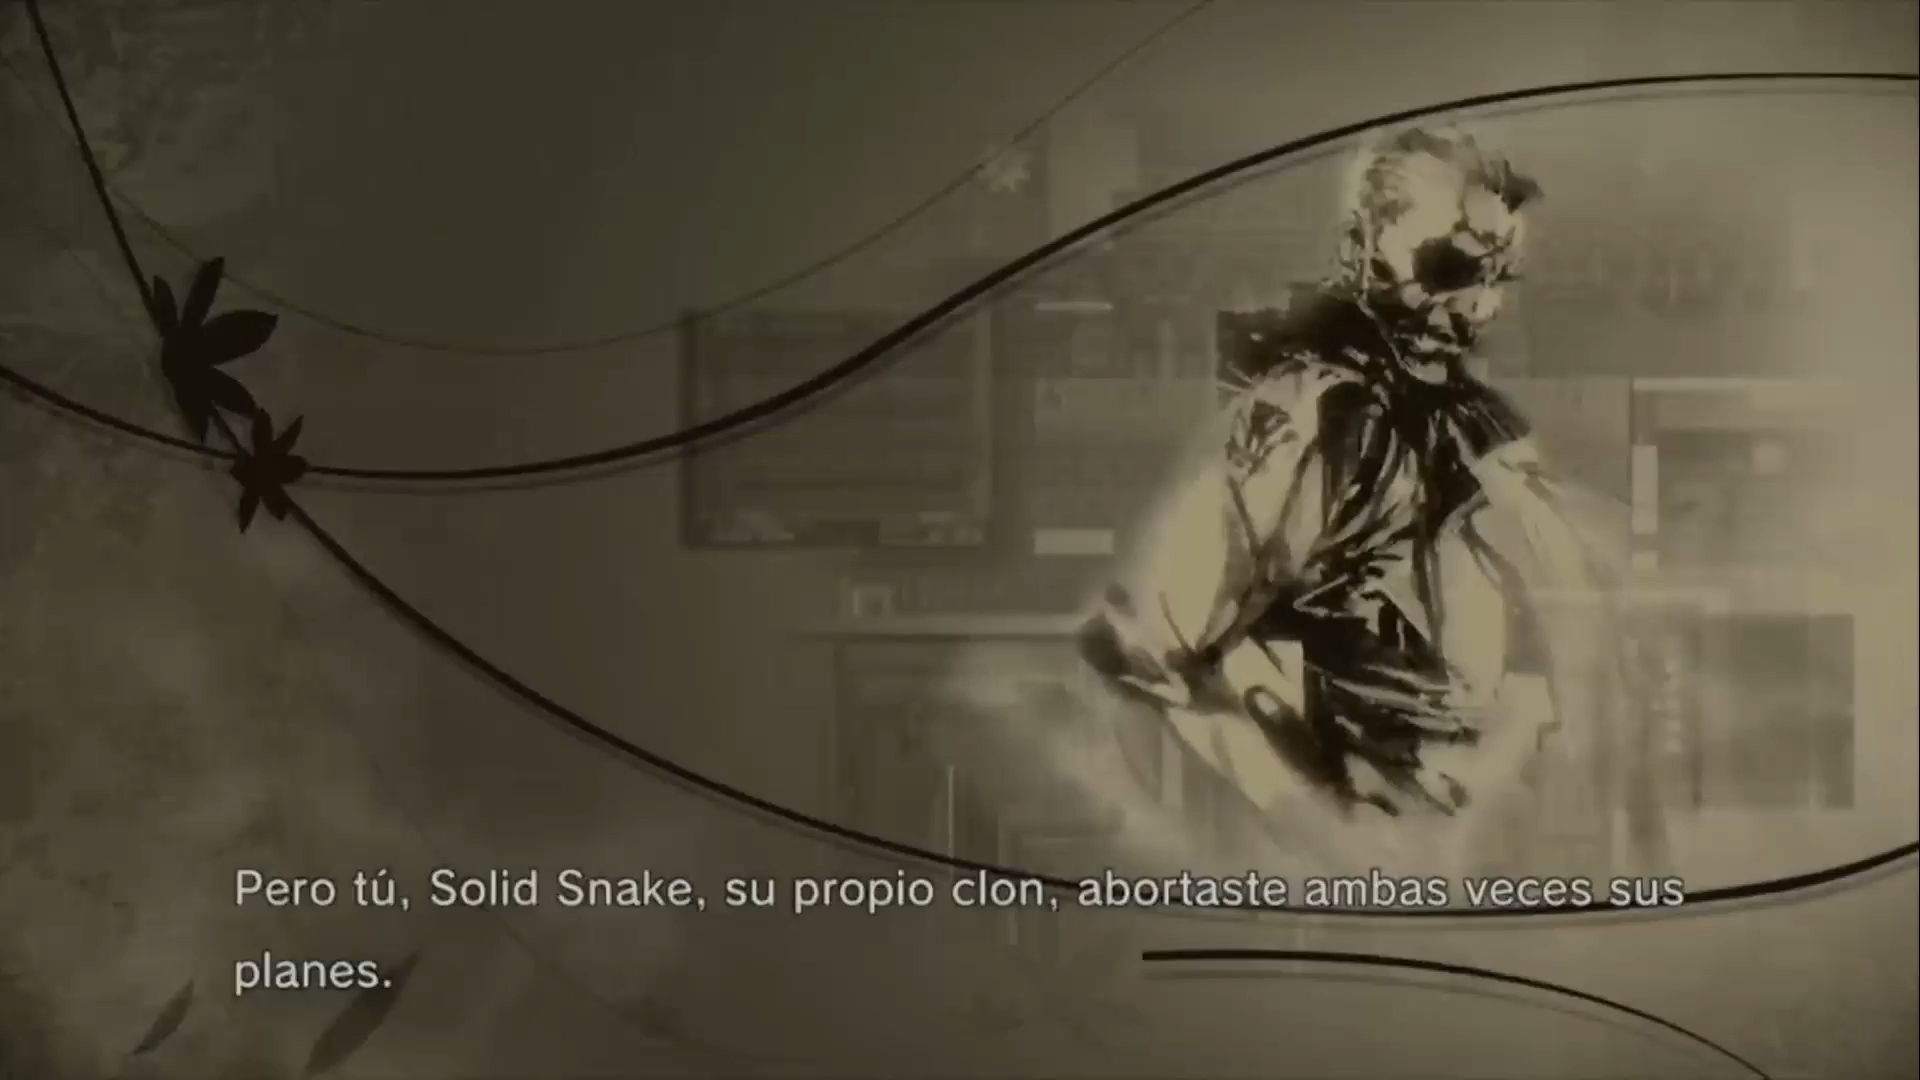 Pero tú, Solid Snake, su propio clon, abortaste ambas veces sus
planes.